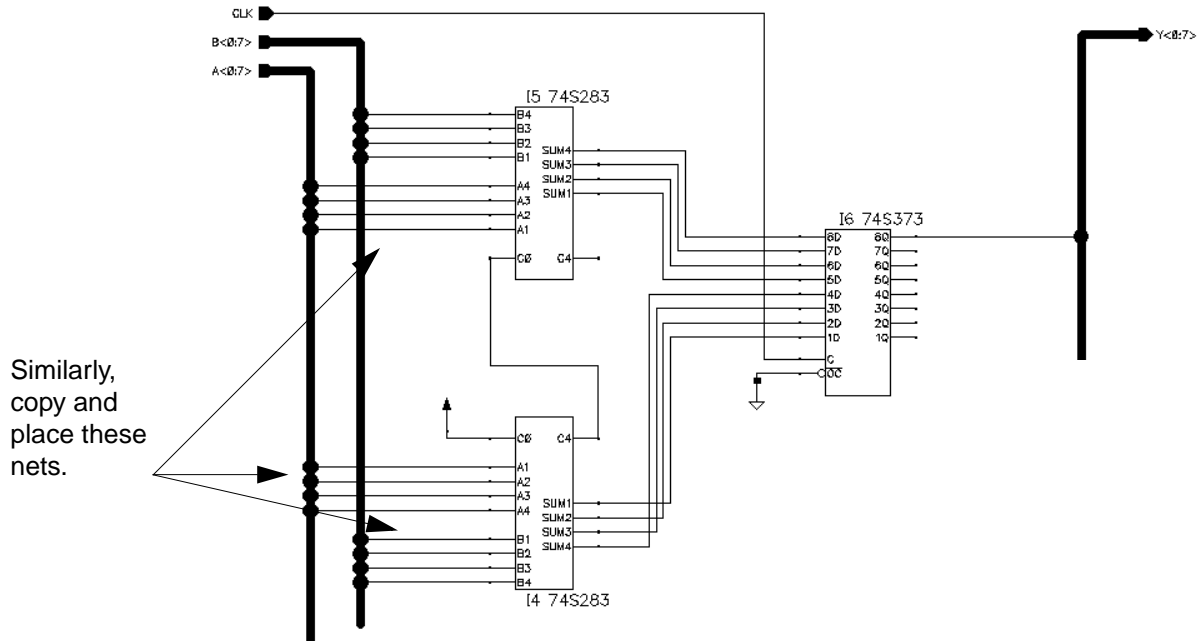 CLK
B<0:7>
A<0:7>
Y<0:7>
I5 74S283
B4
B3
B2
B1
A4
A3
A2
A1
C0
SUM4
SUM3
SUM2
SUM1
C4
I6 74S373
8D 8Q
7D 7Q
6D 6Q
5D 5Q
4D 4Q
3D 3Q
2D 2Q
1D 1Q
C
OC
Similarly,
copy and
place these
nets.
C0 C4
A1
A2
A3
A4
B1
B2
B3
B4
SUM1
SUM2
SUM3
SUM4
I4 74S283